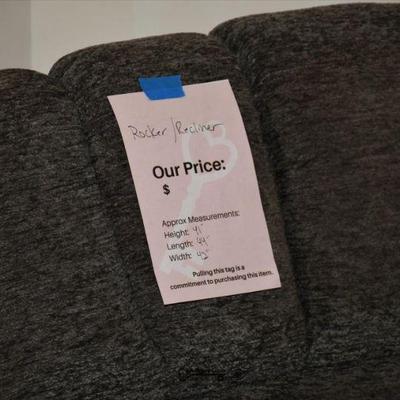 Rocker/Recliner
Our Price:
$
Approx Measurements:
Height: 41"
Length: 44"
Width:
Pulling this tag is a
commitment to purchasing this item.